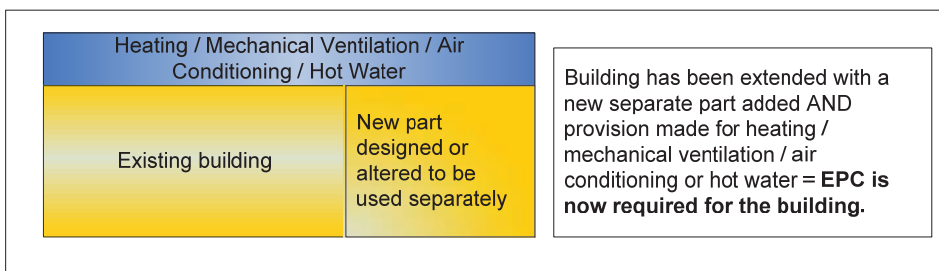 Heating / Mechanical Ventilation / Air
Conditioning / Hot Water
Existing building
New part
designed or
altered to be
used separately
Building has been extended with a
new separate part added AND
provision made for heating /
mechanical ventilation / air
conditioning or hot water = EPC is
now required for the building.